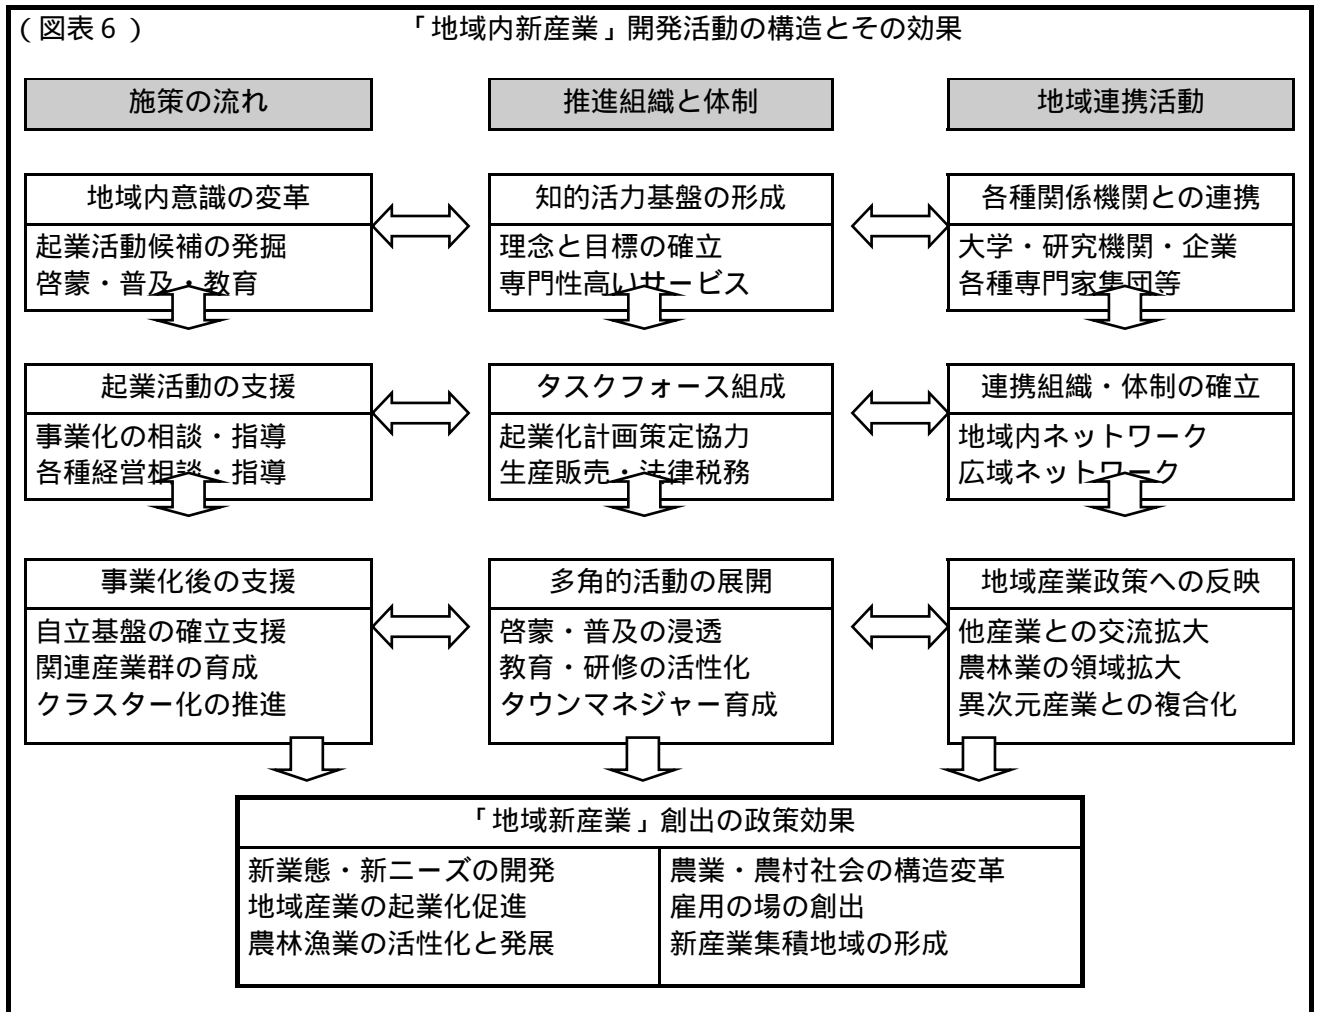 (図表6)
「地域内新産業」開発活動の構造とその効果
施策の流れ
推進組織と体制
地域連携活動
地域内意識の変革
起業活動候補の発掘
啓蒙・普及・教育
知的活力基盤の形成
理念と目標の確立
専門性高いサービス
各種関係機関との連携
大学・研究機関・企業
各種専門家集団等
起業活動の支援
事業化の相談・指導
各種経営相談・指導
タスクフォース組成
起業化計画策定協力
生産販売・法律税務
連携組織・体制の確立
地域内ネットワーク
広域ネットワーク
事業化後の支援
自立基盤の確立支援
関連産業群の育成
クラスター化の推進
多角的活動の展開
啓蒙・普及の浸透
教育・研修の活性化
タウンマネジャー育成
地域産業政策への反映
他産業との交流拡大
農林業の領域拡大
異次元産業との複合化
「地域新産業」創出の政策効果
新業態・新ニーズの開発
地域産業の起業化促進
農林漁業の活性化と発展
農業・農村社会の構造変革
雇用の場の創出
新産業集積地域の形成